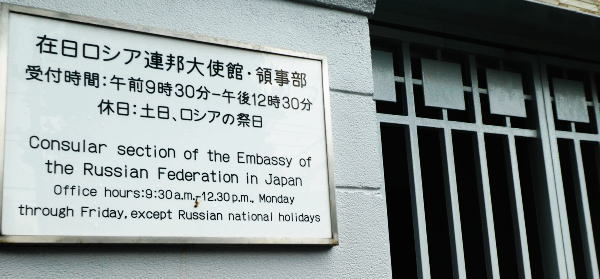 在日ロシア連邦大使館・領事部
受付時間:午前9時30分-午後12時30分
休日:土日、ロシアの祭日
Consular section of the Embassy of
the Russian Federation in Japan
Office hours:9:30a.m.-12.30p.m., Monday
through Friday, except Russian national holidays